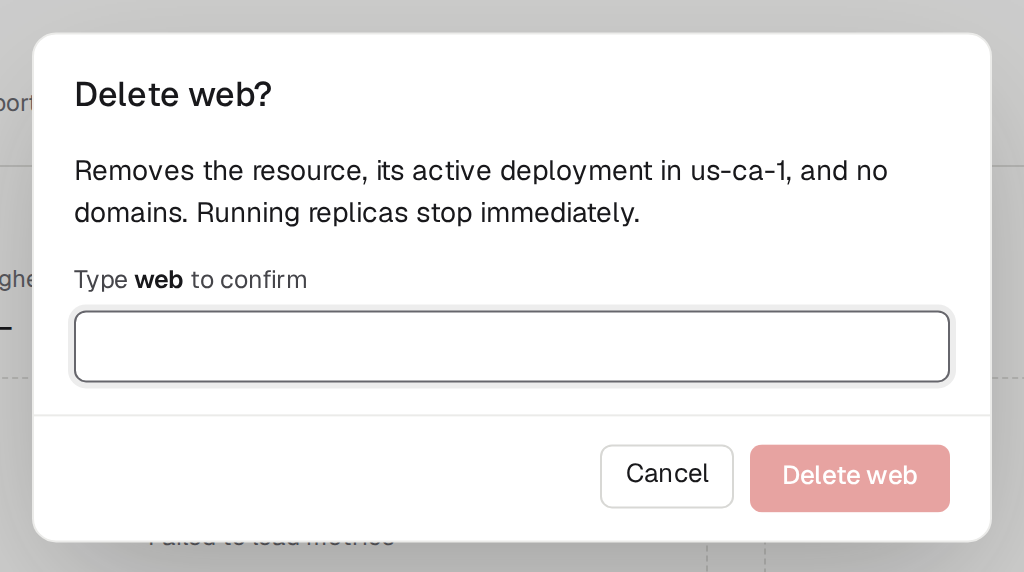 Delete web?
Removes the resource, its active deployment in us-ca-1, and no
domains. Running replicas stop immediately.
Type web to confirm
Cancel
Delete web